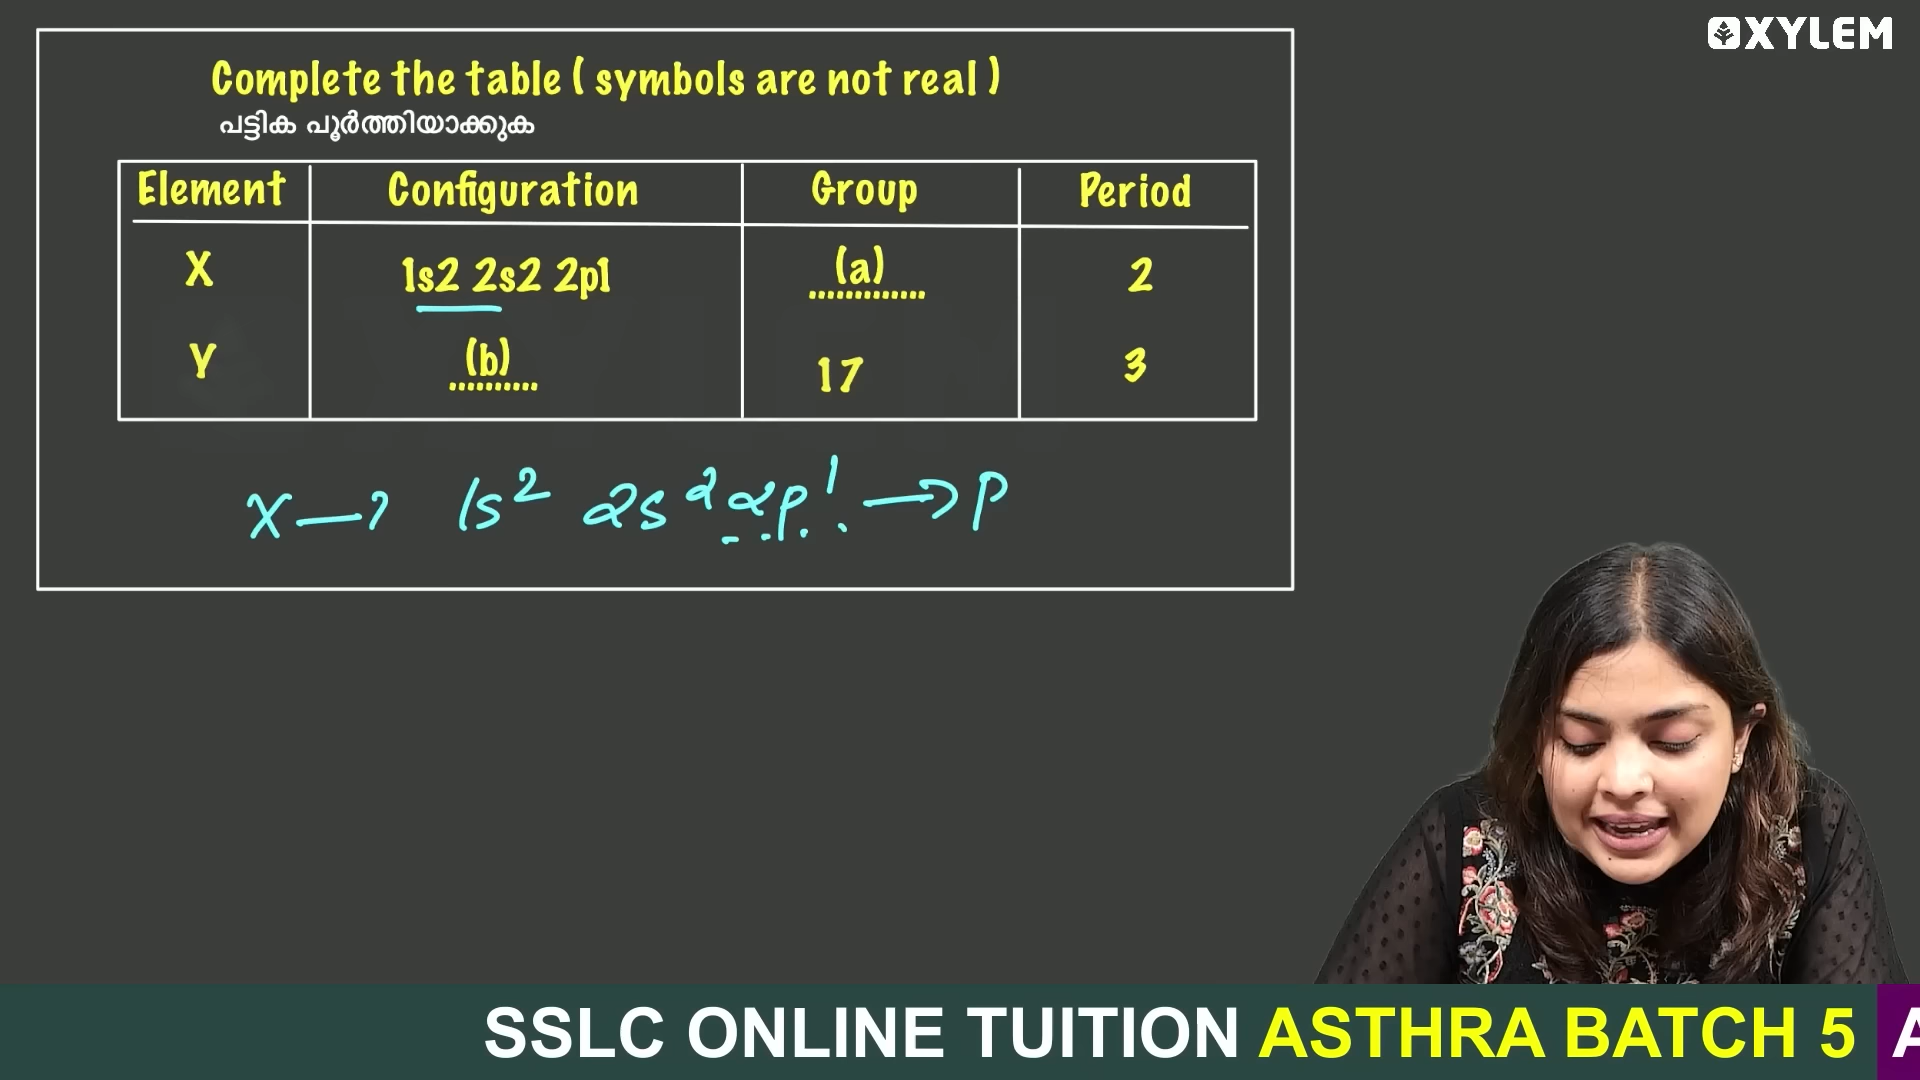 XYLEM
Complete the table ( symbols are not real )
പട്ടിക പൂർത്തിയാക്കുക
Element Configuration Group Period
X 1s2 2s2 2p1 (a) 2
Y (b) 17 3
X → 1s² 2s² 2p¹ → p
SSLC ONLINE TUITION ASTHRA BATCH 5